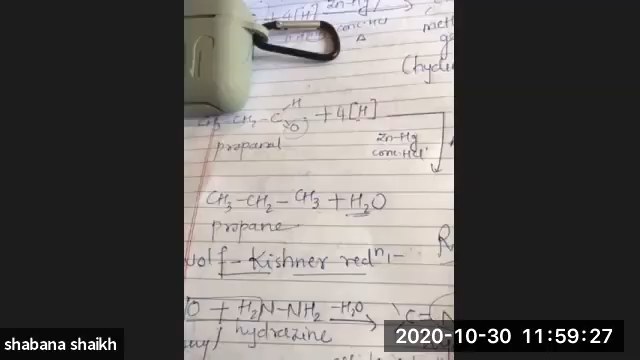 +4[H] Zn-Hg
conc.HCl
Δ
CH3-CH2-C H O +4[H]
propanal
Zn-Hg
conc.HCl
CH3-CH2-CH3 + H2O
propane
Wolf-Kishner redn,-
O + H2N-NH2 -H2O
hydrazine
shabana shaikh
2020-10-30 11:59:27